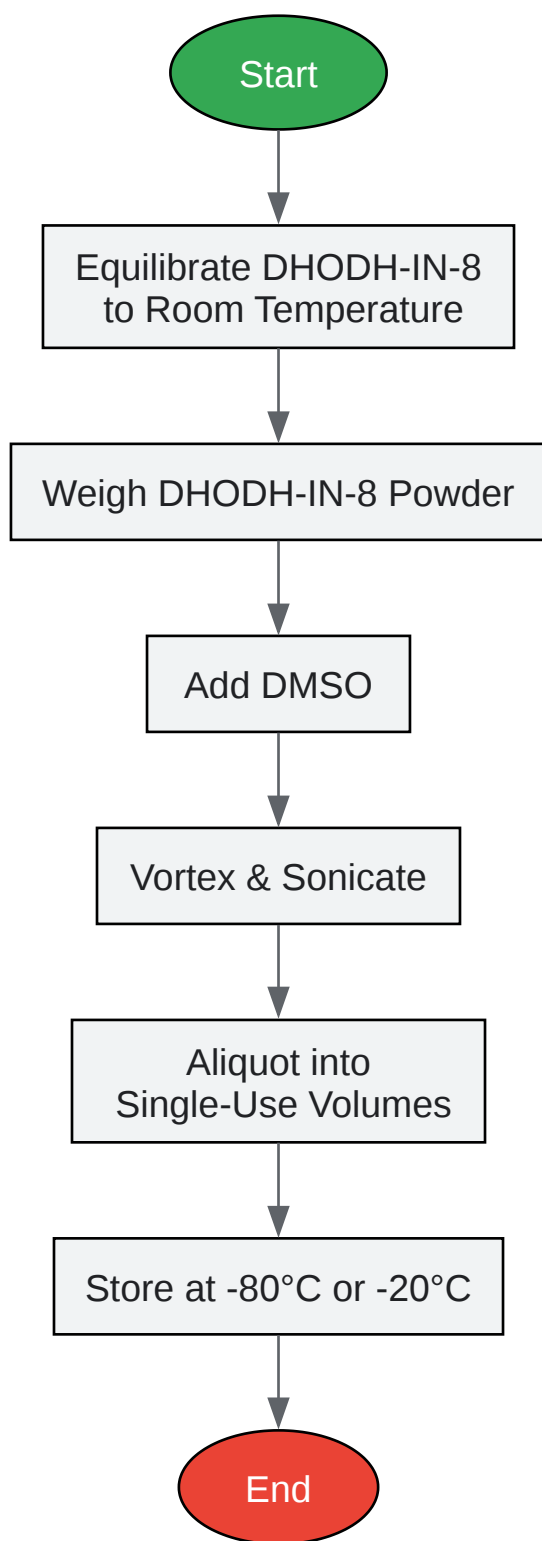 Start
Equilibrate DHODH-IN-8
to Room Temperature
Weigh DHODH-IN-8 Powder
Add DMSO
Vortex & Sonicate
Aliquot into
Single-Use Volumes
Store at -80°C or -20°C
End